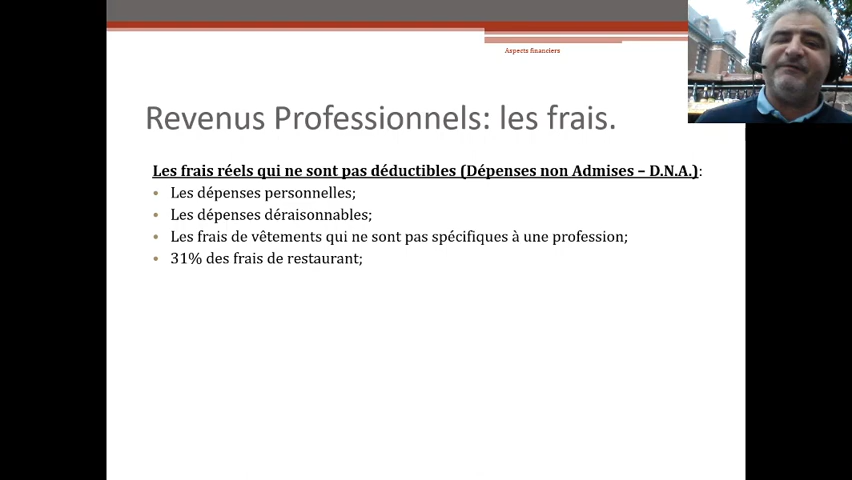 Aspects financiers
Revenus Professionnels: les frais.
Les frais réels qui ne sont pas déductibles (Dépenses non Admises – D.N.A.):
• Les dépenses personnelles;
• Les dépenses déraisonnables;
• Les frais de vêtements qui ne sont pas spécifiques à une profession;
• 31% des frais de restaurant;